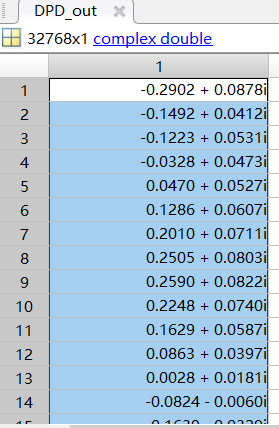 DPD_out
32768x1 complex double
1
1 -0.2902 + 0.0878i
2 -0.1492 + 0.0412i
3 -0.1223 + 0.0531i
4 -0.0328 + 0.0473i
5 0.0470 + 0.0527i
6 0.1286 + 0.0607i
7 0.2010 + 0.0711i
8 0.2505 + 0.0803i
9 0.2590 + 0.0822i
10 0.2248 + 0.0740i
11 0.1629 + 0.0587i
12 0.0863 + 0.0397i
13 0.0028 + 0.0181i
14 -0.0824 - 0.0060i